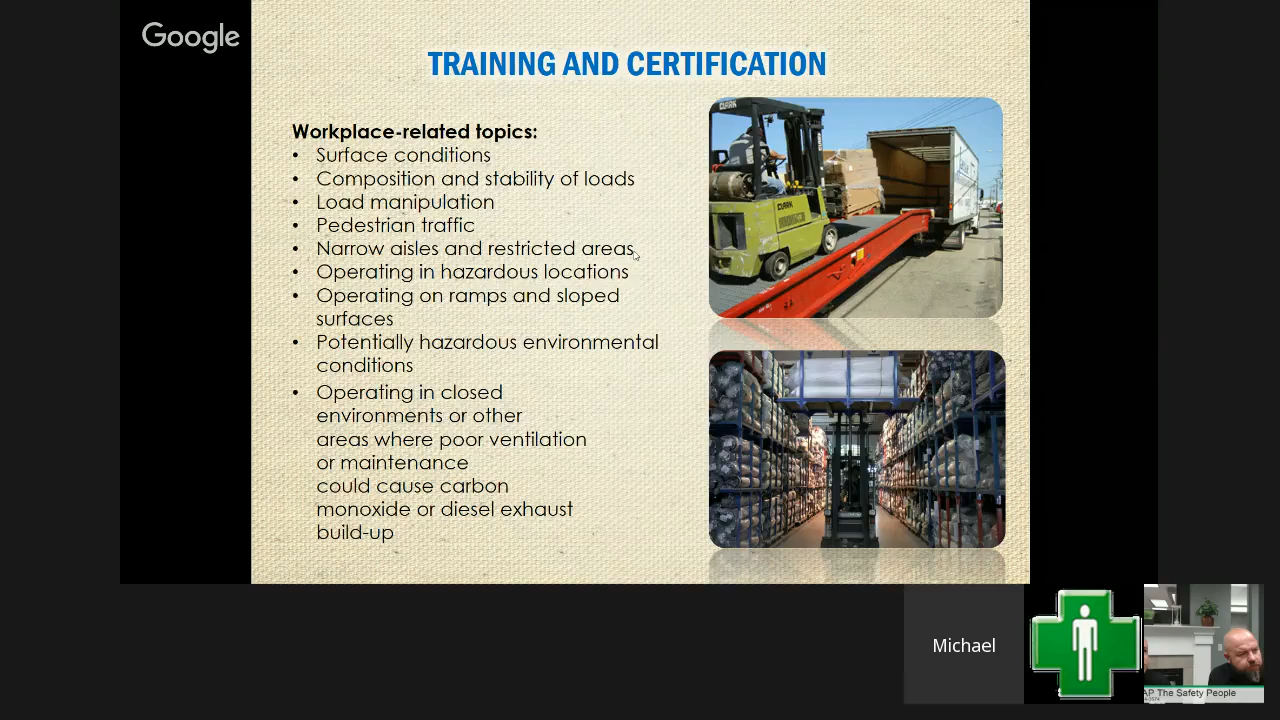 Google
TRAINING AND CERTIFICATION
Workplace-related topics:
• Surface conditions
• Composition and stability of loads
• Load manipulation
• Pedestrian traffic
• Narrow aisles and restricted areas
• Operating in hazardous locations
• Operating on ramps and sloped
surfaces
• Potentially hazardous environmental
conditions
• Operating in closed
environments or other
areas where poor ventilation
or maintenance
could cause carbon
monoxide or diesel exhaust
build-up
CLARK
CLARK
Michael
AP The Safety People